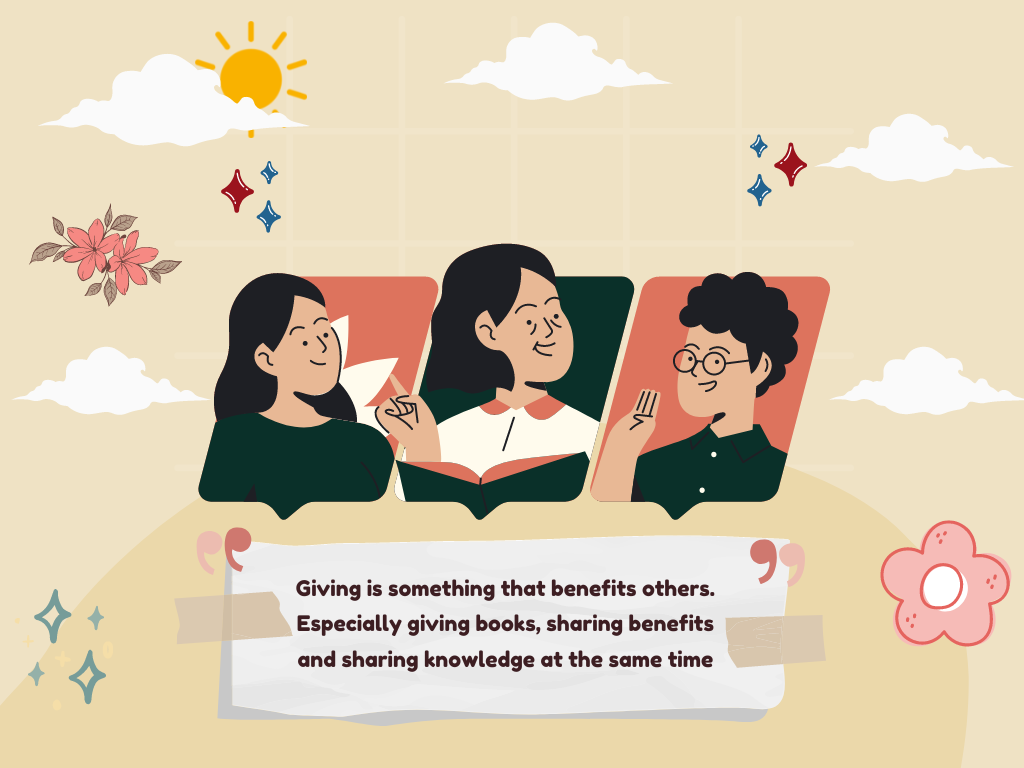 Giving is something that benefits others.
Especially giving books, sharing benefits
and sharing knowledge at the same time